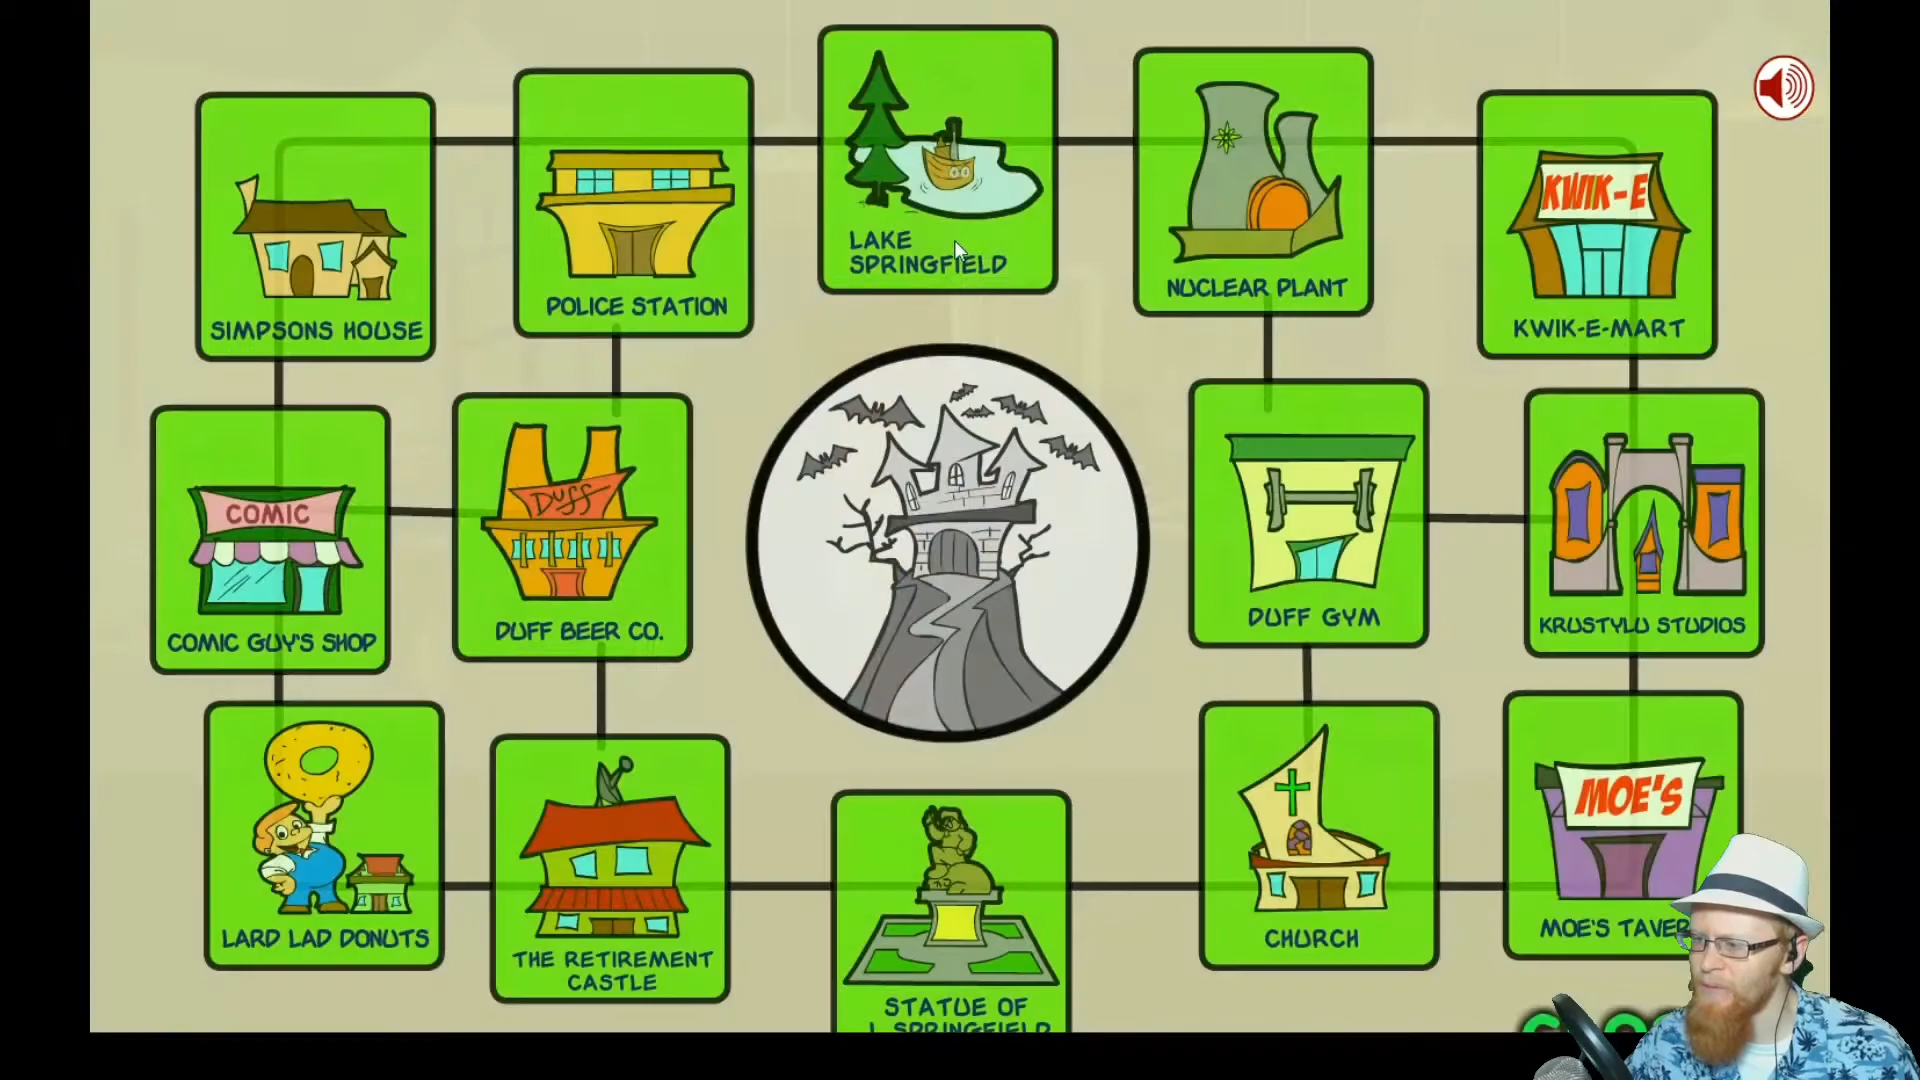 LAKE
SPRINGFIELD
NUCLEAR PLANT
POLICE STATION
SIMPSONS HOUSE
KWIK-E
KWIK-E-MART
COMIC
COMIC GUY'S SHOP
Duff
DUFF BEER CO.
DUFF GYM
KRUSTYLU STUDIOS
LARD LAD DONUTS
THE RETIREMENT
CASTLE
STATUE OF
J. SPRINGFIELD
CHURCH
MOE'S
MOE'S TAVER